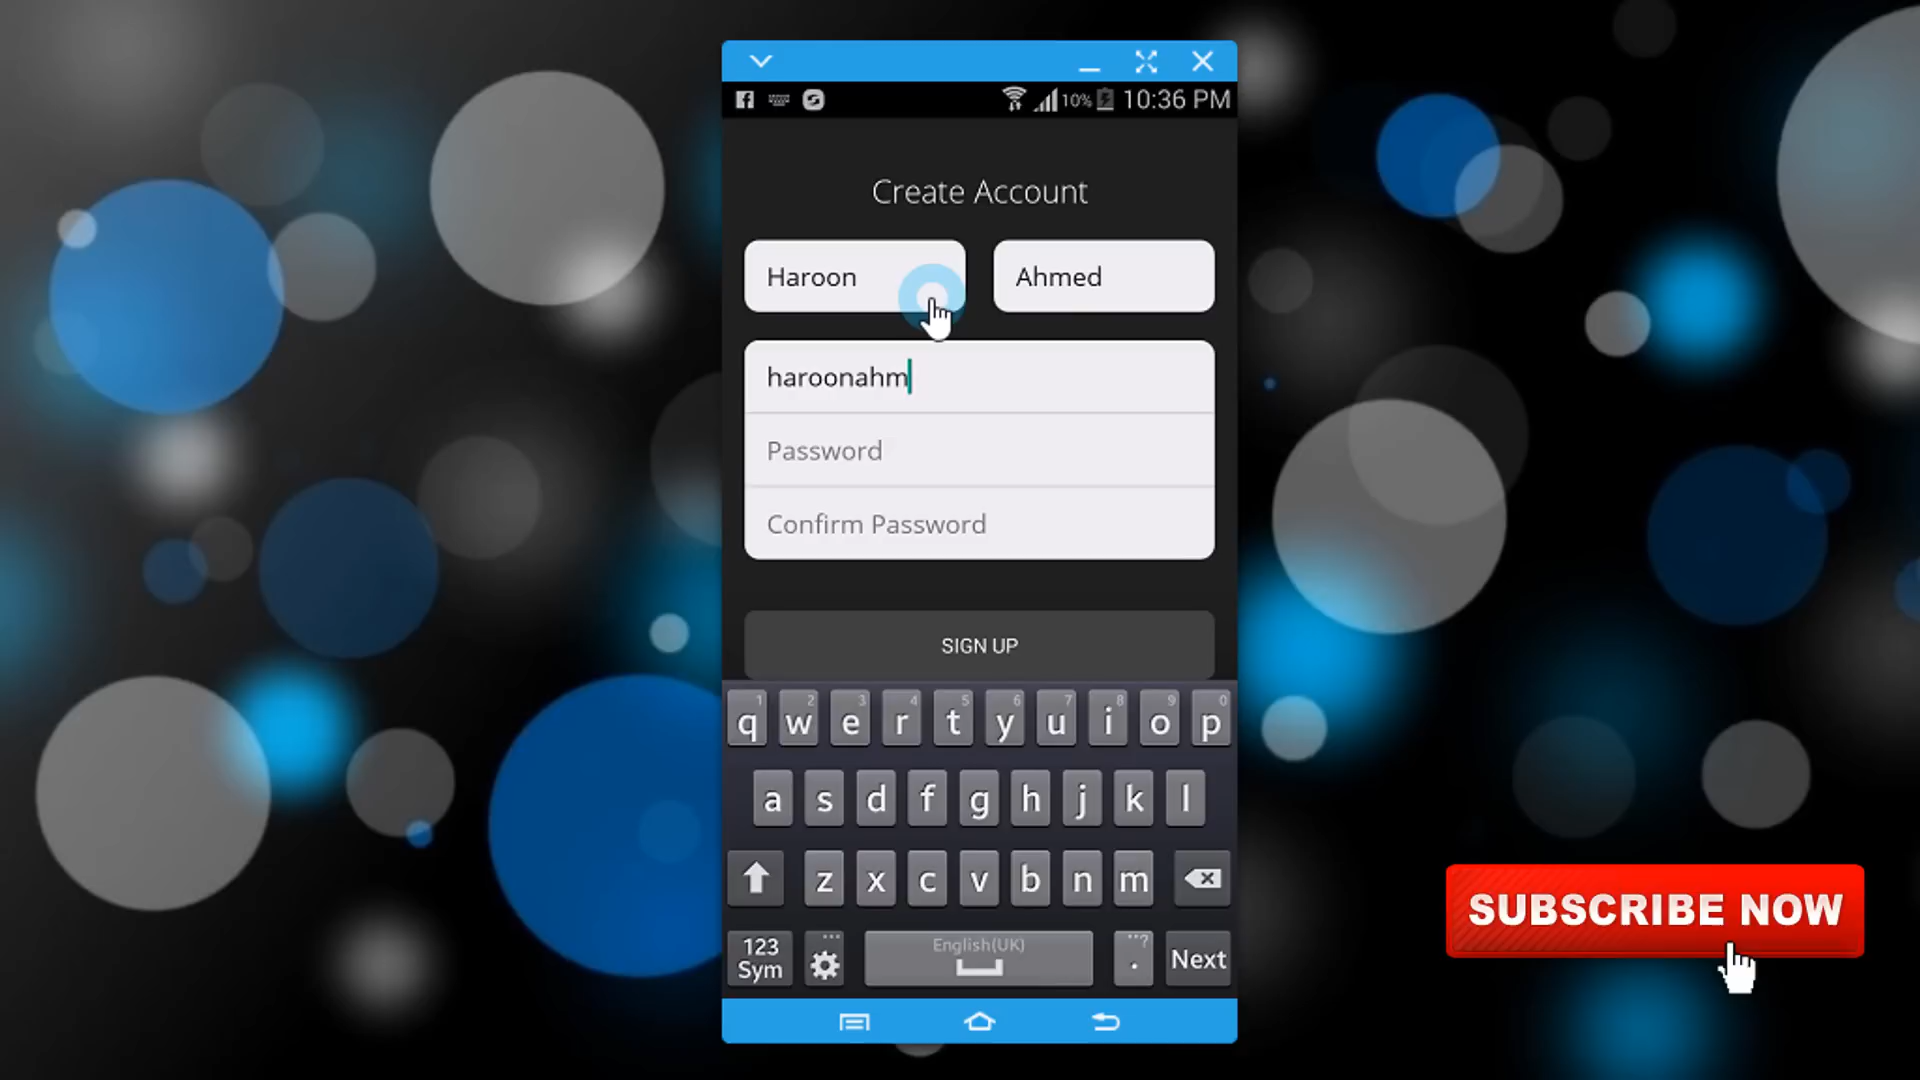 10% 10:36 PM
Create Account
Haroon Ahmed
haroonahm
Password
Confirm Password
SIGN UP
1 2 3 4 5 6 7 8 9 0
q w e r t y u i o p
a s d f g h j k l
z x c v b n m
123
Sym
English(UK)
...?
.
Next
SUBSCRIBE NOW